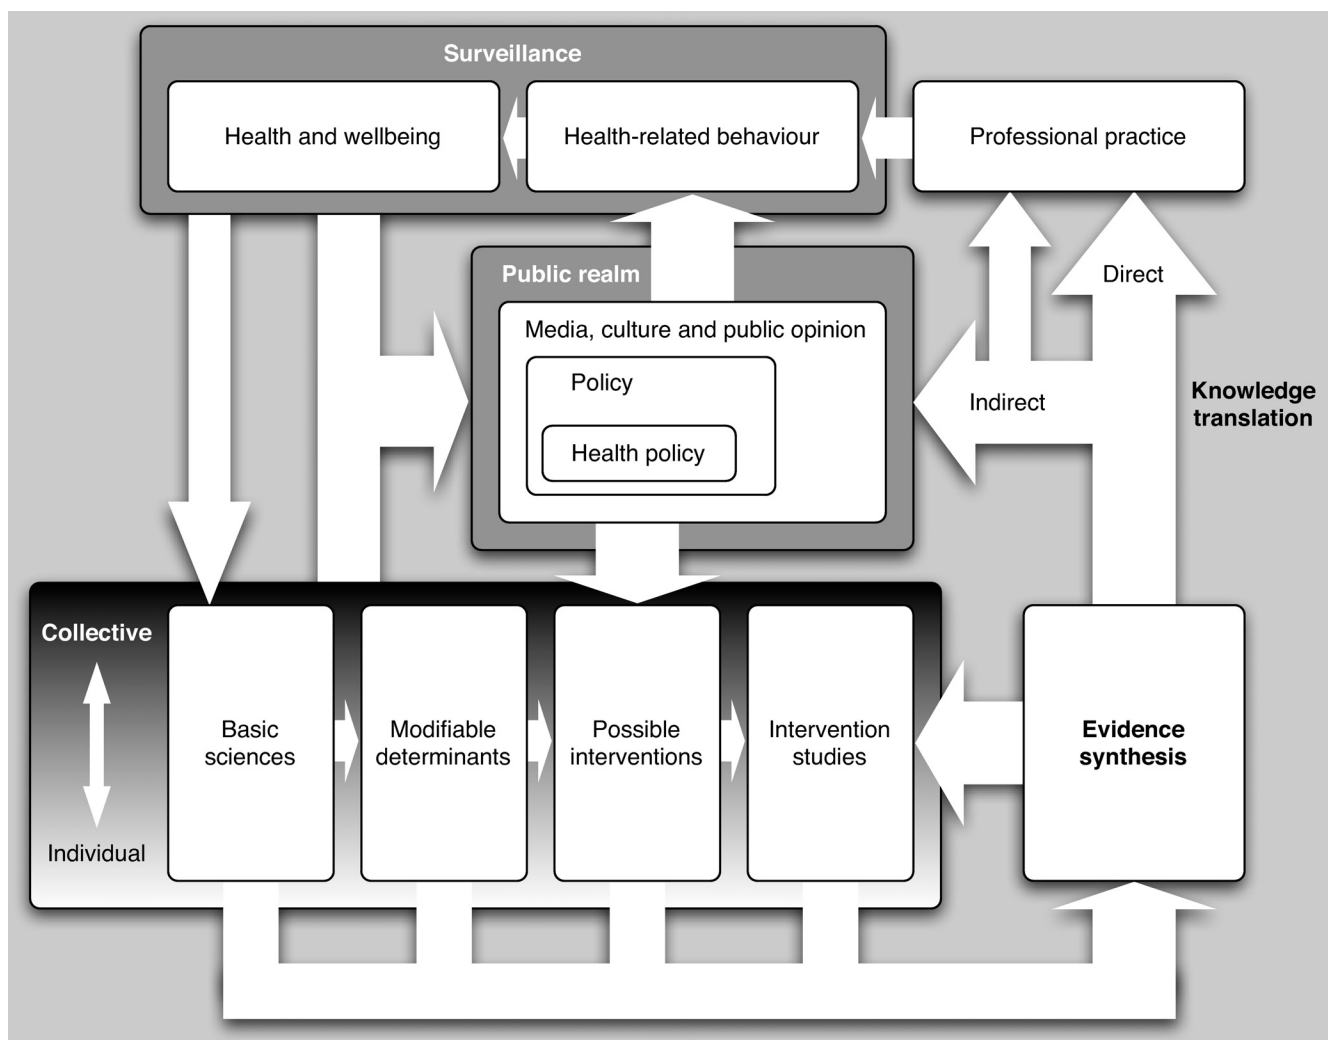 Surveillance
Health and wellbeing
Health-related behaviour
Professional practice
Public realm
Direct
Media, culture and public opinion
Policy
Indirect
Knowledge
translation
Health policy
Collective
Basic
sciences
Modifiable
determinants
Possible
interventions
Intervention
studies
Evidence
synthesis
Individual